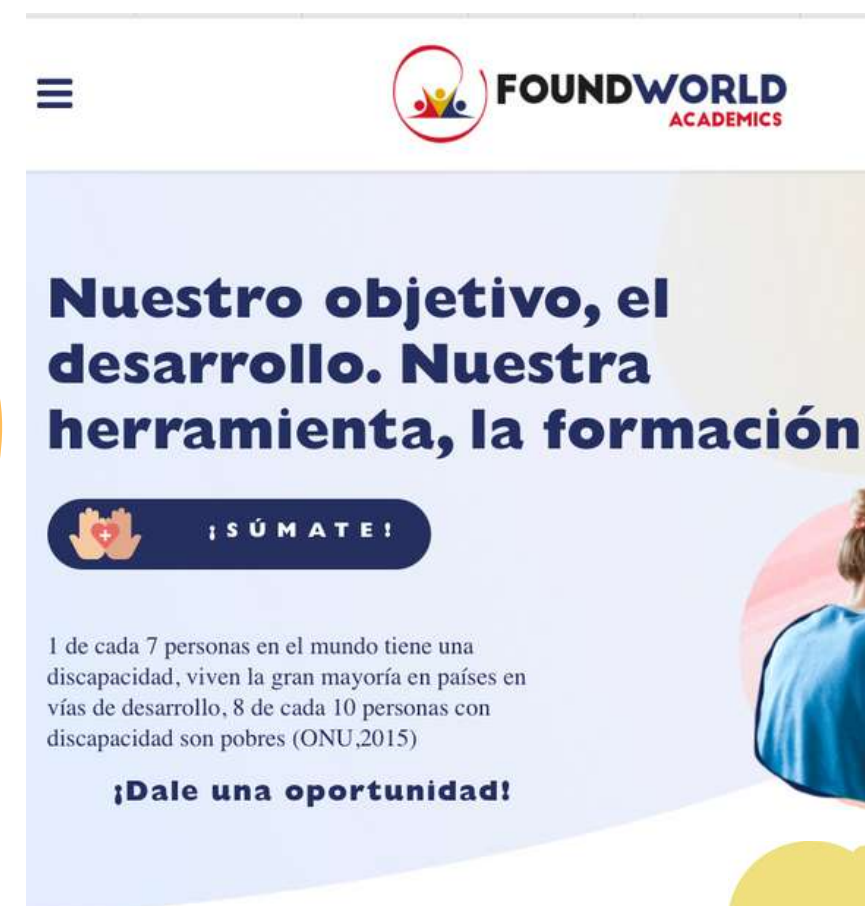 FOUNDWORLD
ACADEMICS
Nuestro objetivo, el
desarrollo. Nuestra
herramienta, la formación
¡SÚMATE!
1 de cada 7 personas en el mundo tiene una
discapacidad, viven la gran mayoría en países en
vías de desarrollo, 8 de cada 10 personas con
discapacidad son pobres (ONU,2015)
¡Dale una oportunidad!